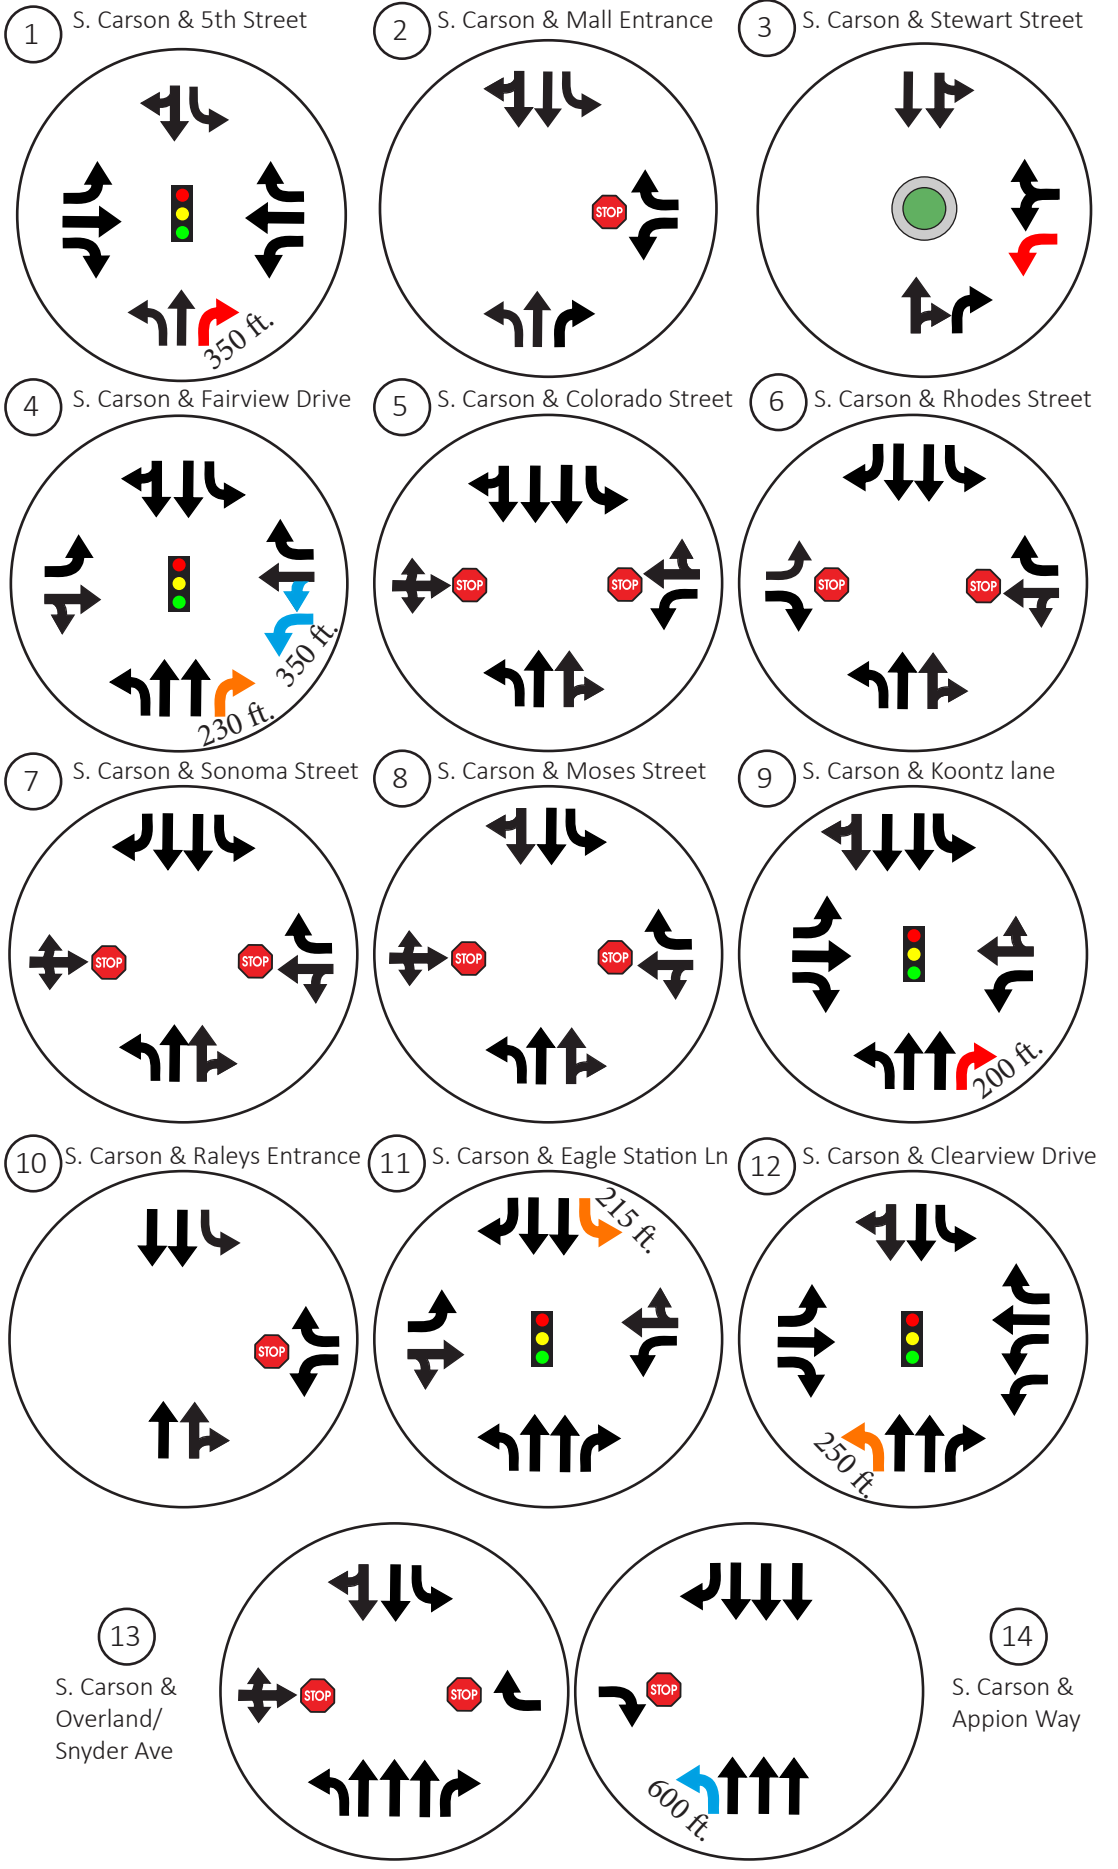 1 S. Carson & 5th Street
STOP
350 ft.
2 S. Carson & Mall Entrance
STOP
3 S. Carson & Stewart Street
4 S. Carson & Fairview Drive
350 ft.
230 ft.
5 S. Carson & Colorado Street
STOP STOP
6 S. Carson & Rhodes Street
STOP STOP
7 S. Carson & Sonoma Street
STOP STOP
8 S. Carson & Moses Street
STOP STOP
9 S. Carson & Koontz lane
200 ft.
10 S. Carson & Raleys Entrance
STOP
11 S. Carson & Eagle Station Ln
215 ft.
12 S. Carson & Clearview Drive
250 ft.
13
S. Carson &
Overland/
Snyder Ave
STOP STOP
STOP
600 ft.
14
S. Carson &
Appion Way